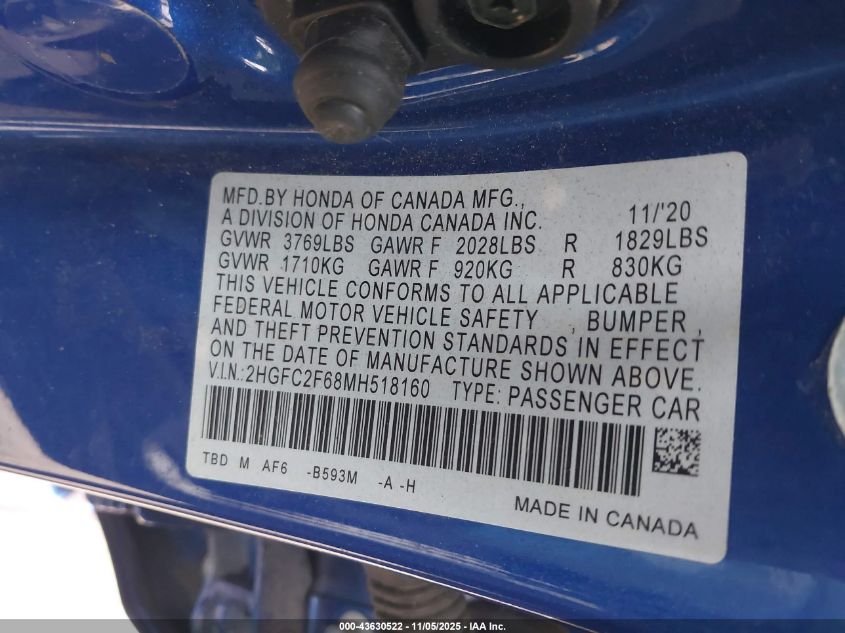 MFD.BY HONDA OF CANADA MFG.,
A DIVISION OF HONDA CANADA INC. 11/'20
GVWR 3769LBS GAWR F 2028LBS R 1829LBS
GVWR 1710KG GAWR F 920KG R 830KG
THIS VEHICLE CONFORMS TO ALL APPLICABLE
FEDERAL MOTOR VEHICLE SAFETY , BUMPER ,
AND THEFT PREVENTION STANDARDS IN EFFECT
ON THE DATE OF MANUFACTURE SHOWN ABOVE.
V.I.N.:2HGFC2F68MH518160 TYPE: PASSENGER CAR
TBD M AF6 -B593M -A -H
MADE IN CANADA
000-43630522 - 11/05/2025 - IAA Inc.